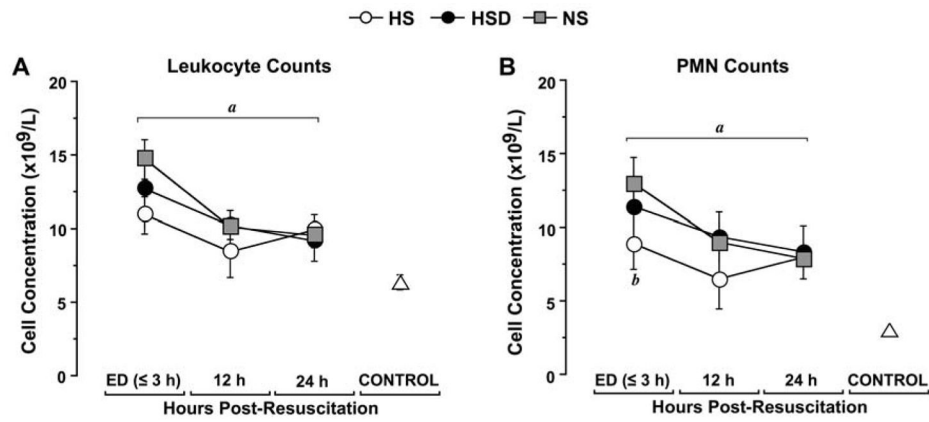 HS HSD NS
A Leukocyte Counts
a
20
15
10
5
0
Cell Concentration (x10⁹/L)
ED (≤ 3 h) 12 h 24 h CONTROL
Hours Post-Resuscitation
B PMN Counts
a
20
15
10
5
0
b
Cell Concentration (x10⁹/L)
ED (≤ 3 h) 12 h 24 h CONTROL
Hours Post-Resuscitation